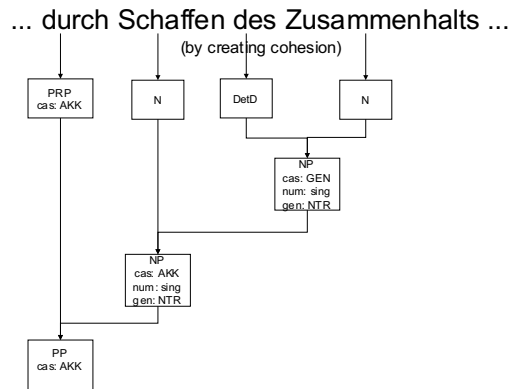 ... durch Schaffen des Zusammenhalts ...
(by creating cohesion)
PRP
cas: AKK
N
DetD
N
NP
cas: GEN
num: sing
gen: NTR
NP
cas: AKK
num: sing
gen: NTR
PP
cas: AKK